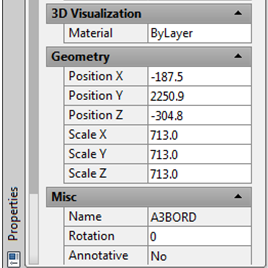 3D Visualization
Material ByLayer
Geometry
Position X -187.5
Position Y 2250.9
Position Z -304.8
Scale X 713.0
Scale Y 713.0
Scale Z 713.0
Misc
Name A3BORD
Rotation 0
Annotative No
Properties